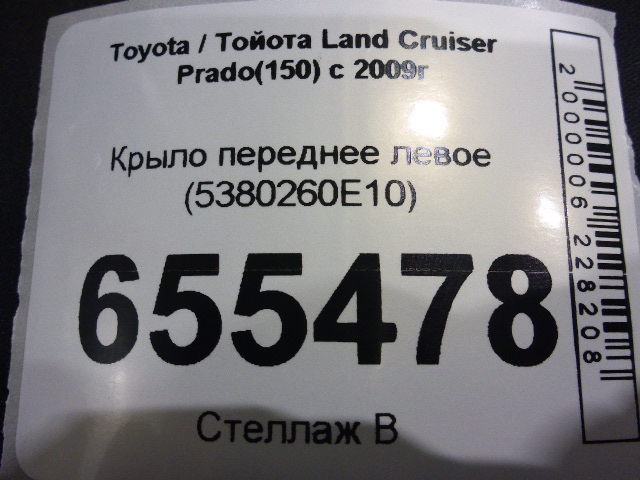 Toyota / Тойота Land Cruiser
Prado(150) с 2009г
Крыло переднее левое
(5380260E10)
655478
Стеллаж В
2000006228208